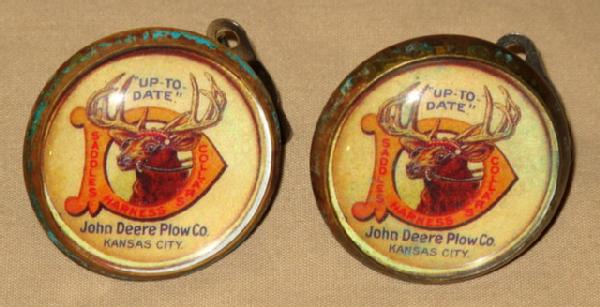 "UP-TO-
DATE"
SADDLES
HARNESS
COLLARS
John Deere Plow Co.
KANSAS CITY.
"UP-TO-
DATE"
SADDLES
HARNESS
COLLARS
John Deere Plow Co.
KANSAS CITY.